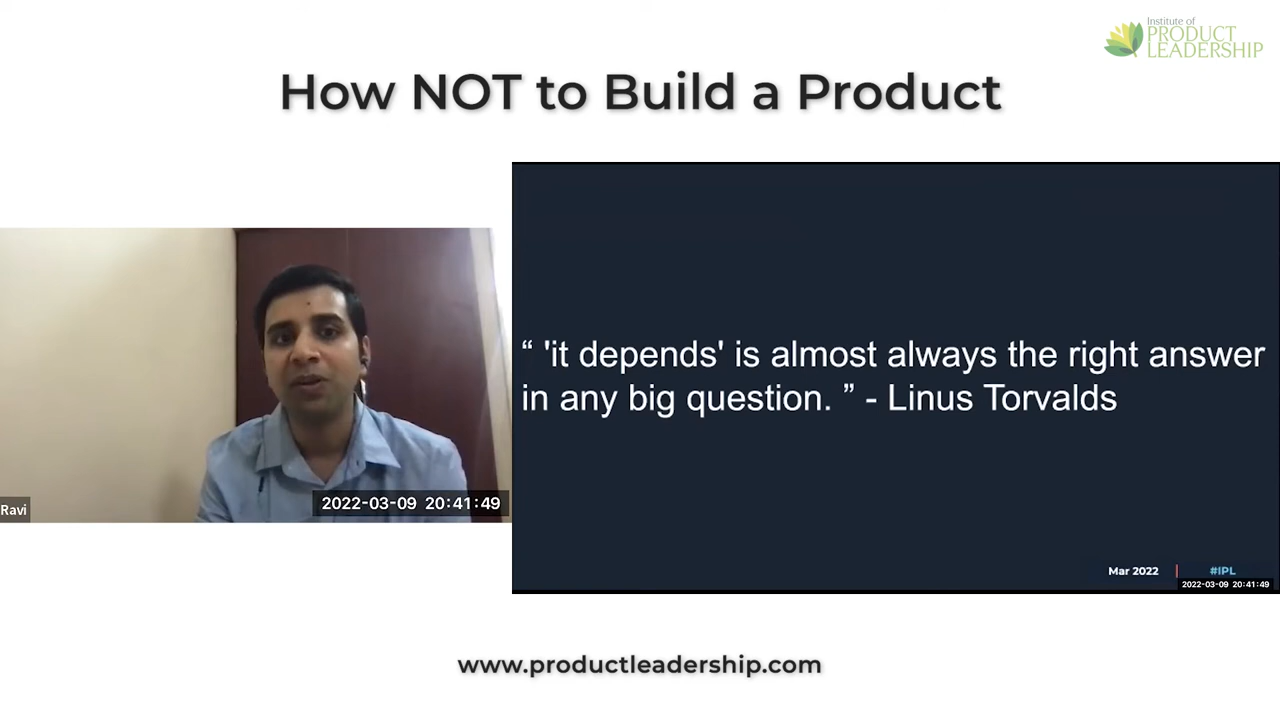 Institute of
PRODUCT
LEADERSHIP
How NOT to Build a Product
“ 'it depends' is almost always the right answer
in any big question. ” - Linus Torvalds
Ravi
2022-03-09 20:41:49
Mar 2022 | #IPL
2022-03-09 20:41:49
www.productleadership.com